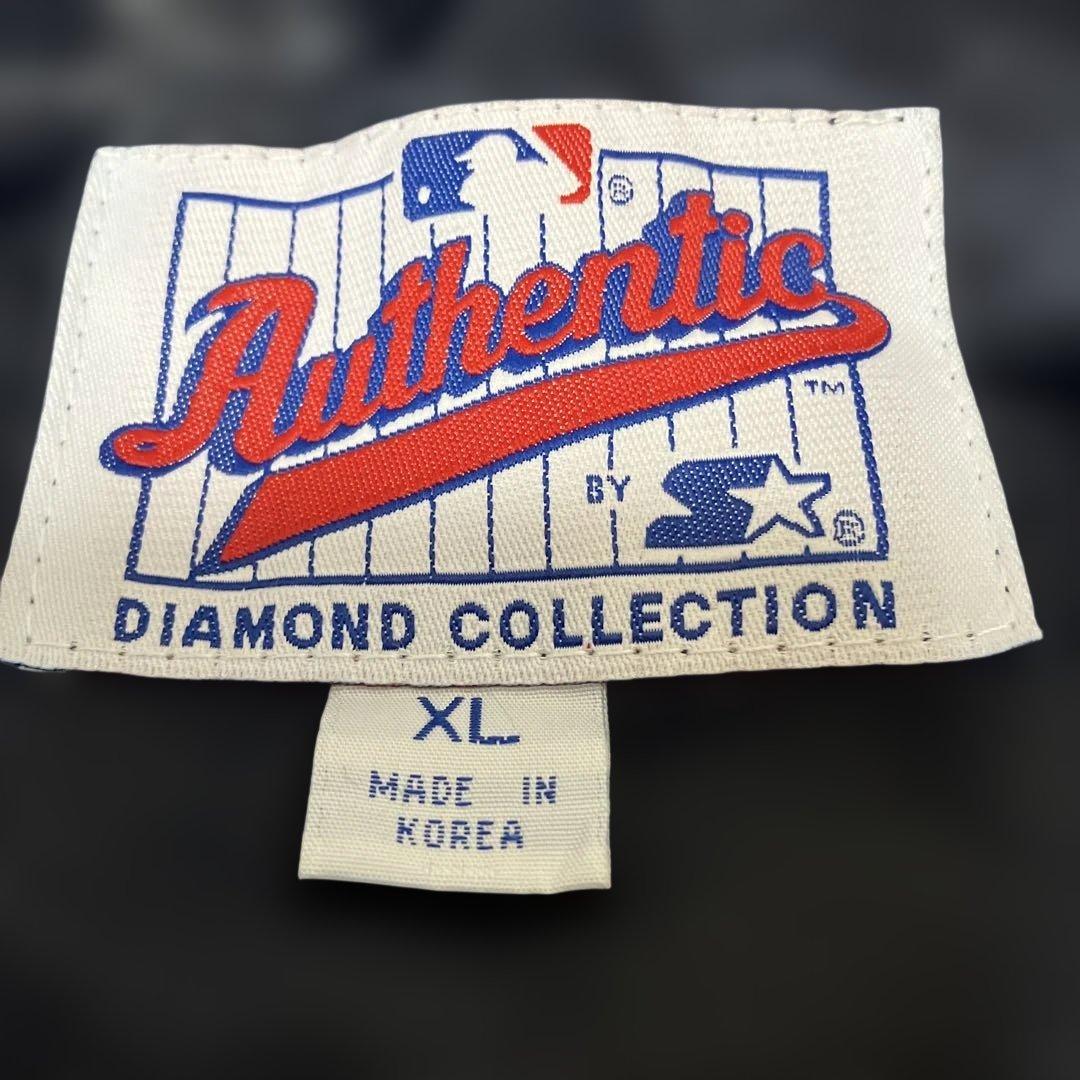 ®
Authentic
TM
BY
®
DIAMOND COLLECTION
XL
MADE IN
KOREA